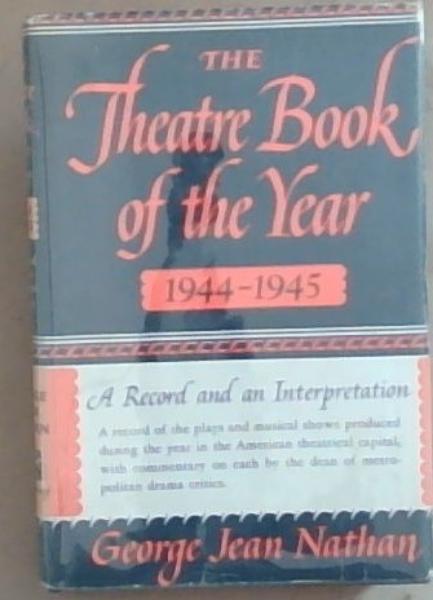 THE
Theatre Book
of the Year
1944-1945
A Record and an Interpretation
A record of the plays and musical shows produced
during the year in the American theatrical capital,
with commentary on each by the dean of metro-
politan drama critics.
George Jean Nathan